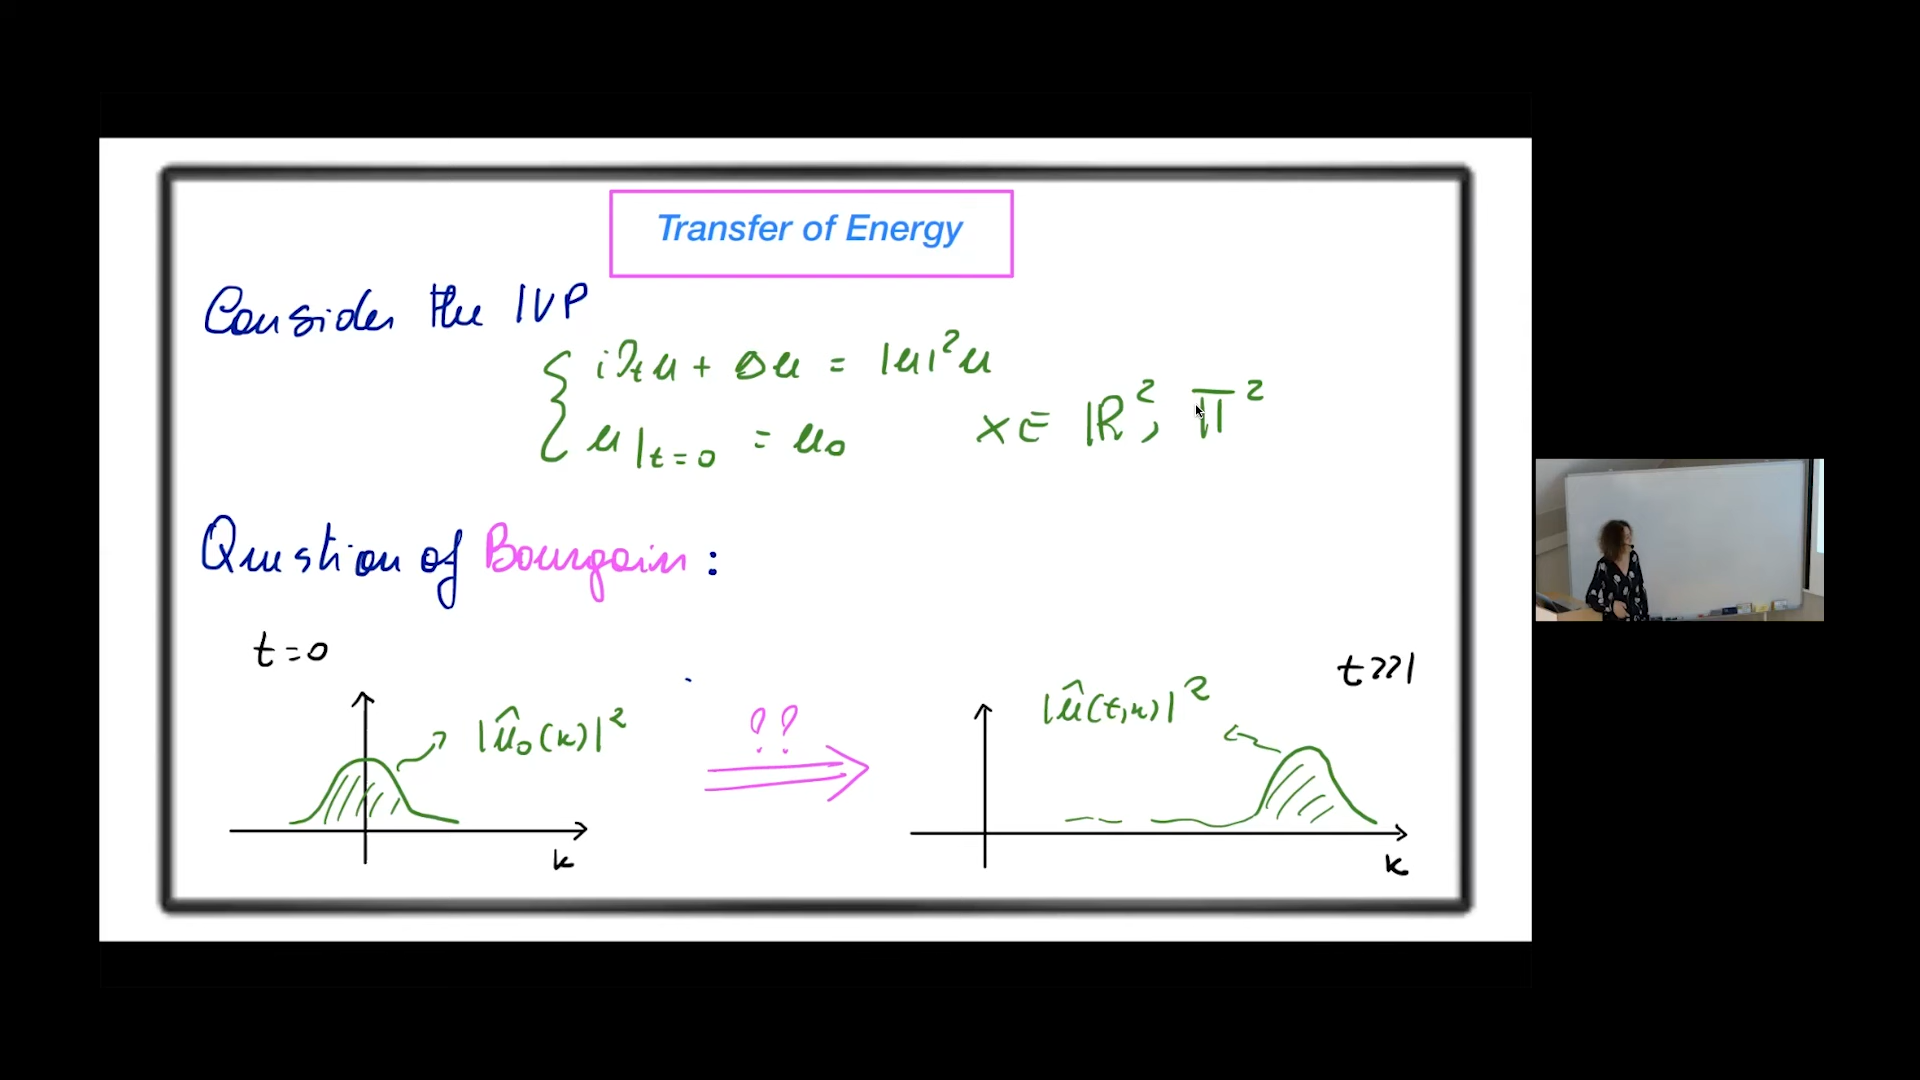 Transfer of Energy
Consider the IVP
i∂ₜu + Δu = |u|²u
u|ₜ₌₀ = u₀     x ∈ ℝ², 𝕋²
Question of Bourgain:
t=0
t>>1
|û₀(k)|²
??
|û(t,k)|²
k
k